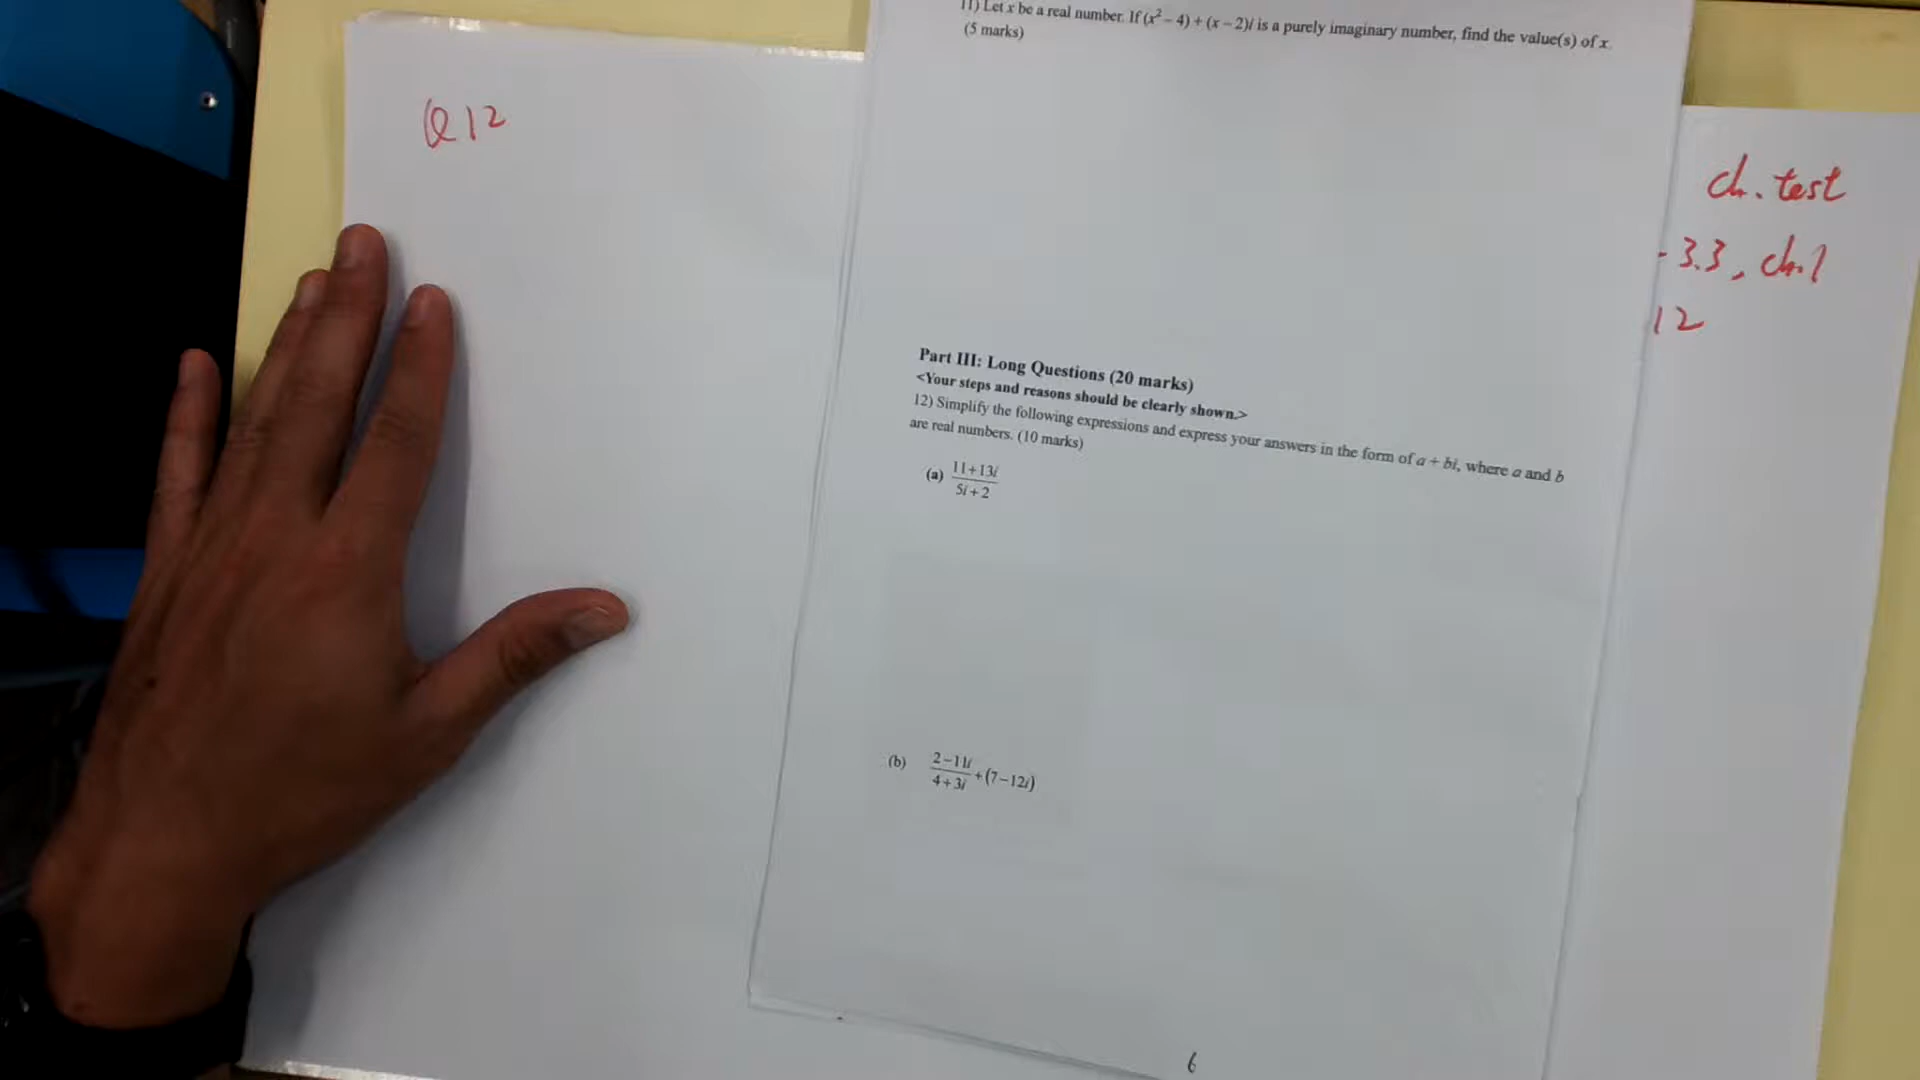 Q12
11) Let x be a real number. If (x² – 4) + (x – 2)i is a purely imaginary number, find the value(s) of x.
(5 marks)
ch. test
- 3.3, ch.1
12
Part III: Long Questions (20 marks)
<Your steps and reasons should be clearly shown.>
12) Simplify the following expressions and express your answers in the form of a + bi, where a and b
are real numbers. (10 marks)
(a) 11+13i
5i+2
(b) 2–11i
4+3i +(7–12i)
6